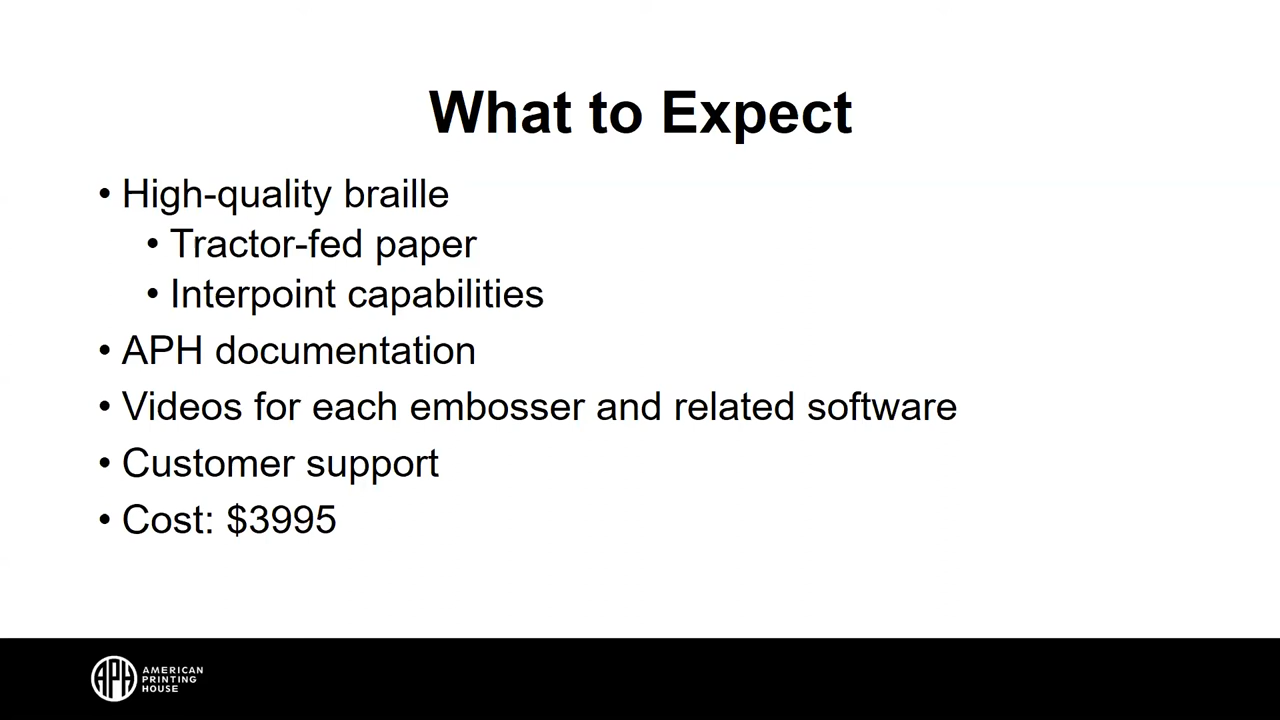 What to Expect
• High-quality braille
• Tractor-fed paper
• Interpoint capabilities
• APH documentation
• Videos for each embosser and related software
• Customer support
• Cost: $3995
APH
AMERICAN
PRINTING
HOUSE